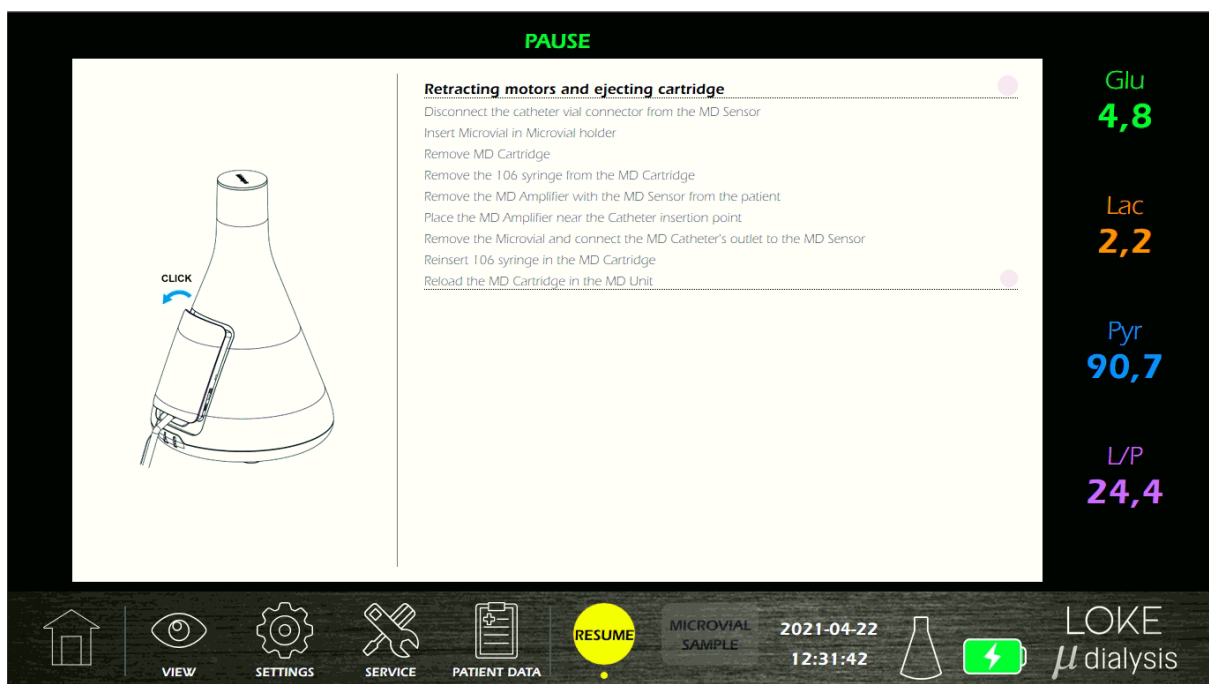 PAUSE
Retracting motors and ejecting cartridge
Disconnect the catheter vial connector from the MD Sensor
Insert Microvial in Microvial holder
Remove MD Cartridge
Remove the 106 syringe from the MD Cartridge
Remove the MD Amplifier with the MD Sensor from the patient
Place the MD Amplifier near the Catheter insertion point
Remove the Microvial and connect the MD Catheter's outlet to the MD Sensor
Reinsert 106 syringe in the MD Cartridge
Reload the MD Cartridge in the MD Unit
CLICK
Glu
4,8
Lac
2,2
Pyr
90,7
L/P
24,4
VIEW
SETTINGS
SERVICE
PATIENT DATA
RESUME
MICROVIAL
SAMPLE
2021-04-22
12:31:42
LOKE
µ dialysis